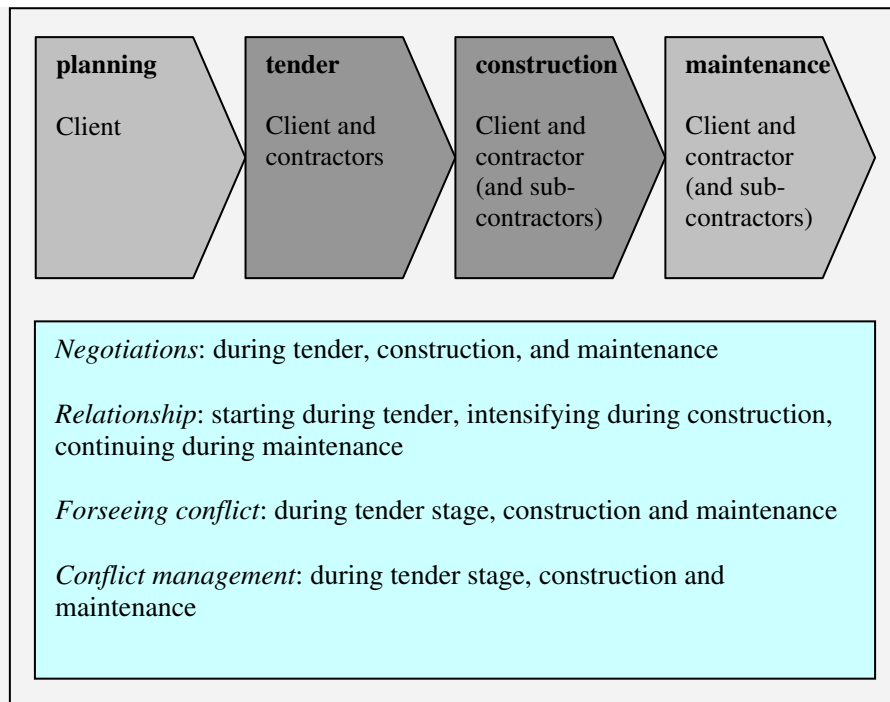 planning
Client
tender
Client and
contractors
construction
Client and
contractor
(and sub-
contractors)
maintenance
Client and
contractor
(and sub-
contractors)
Negotiations: during tender, construction, and maintenance
Relationship: starting during tender, intensifying during construction,
continuing during maintenance
Forseeing conflict: during tender stage, construction and maintenance
Conflict management: during tender stage, construction and
maintenance